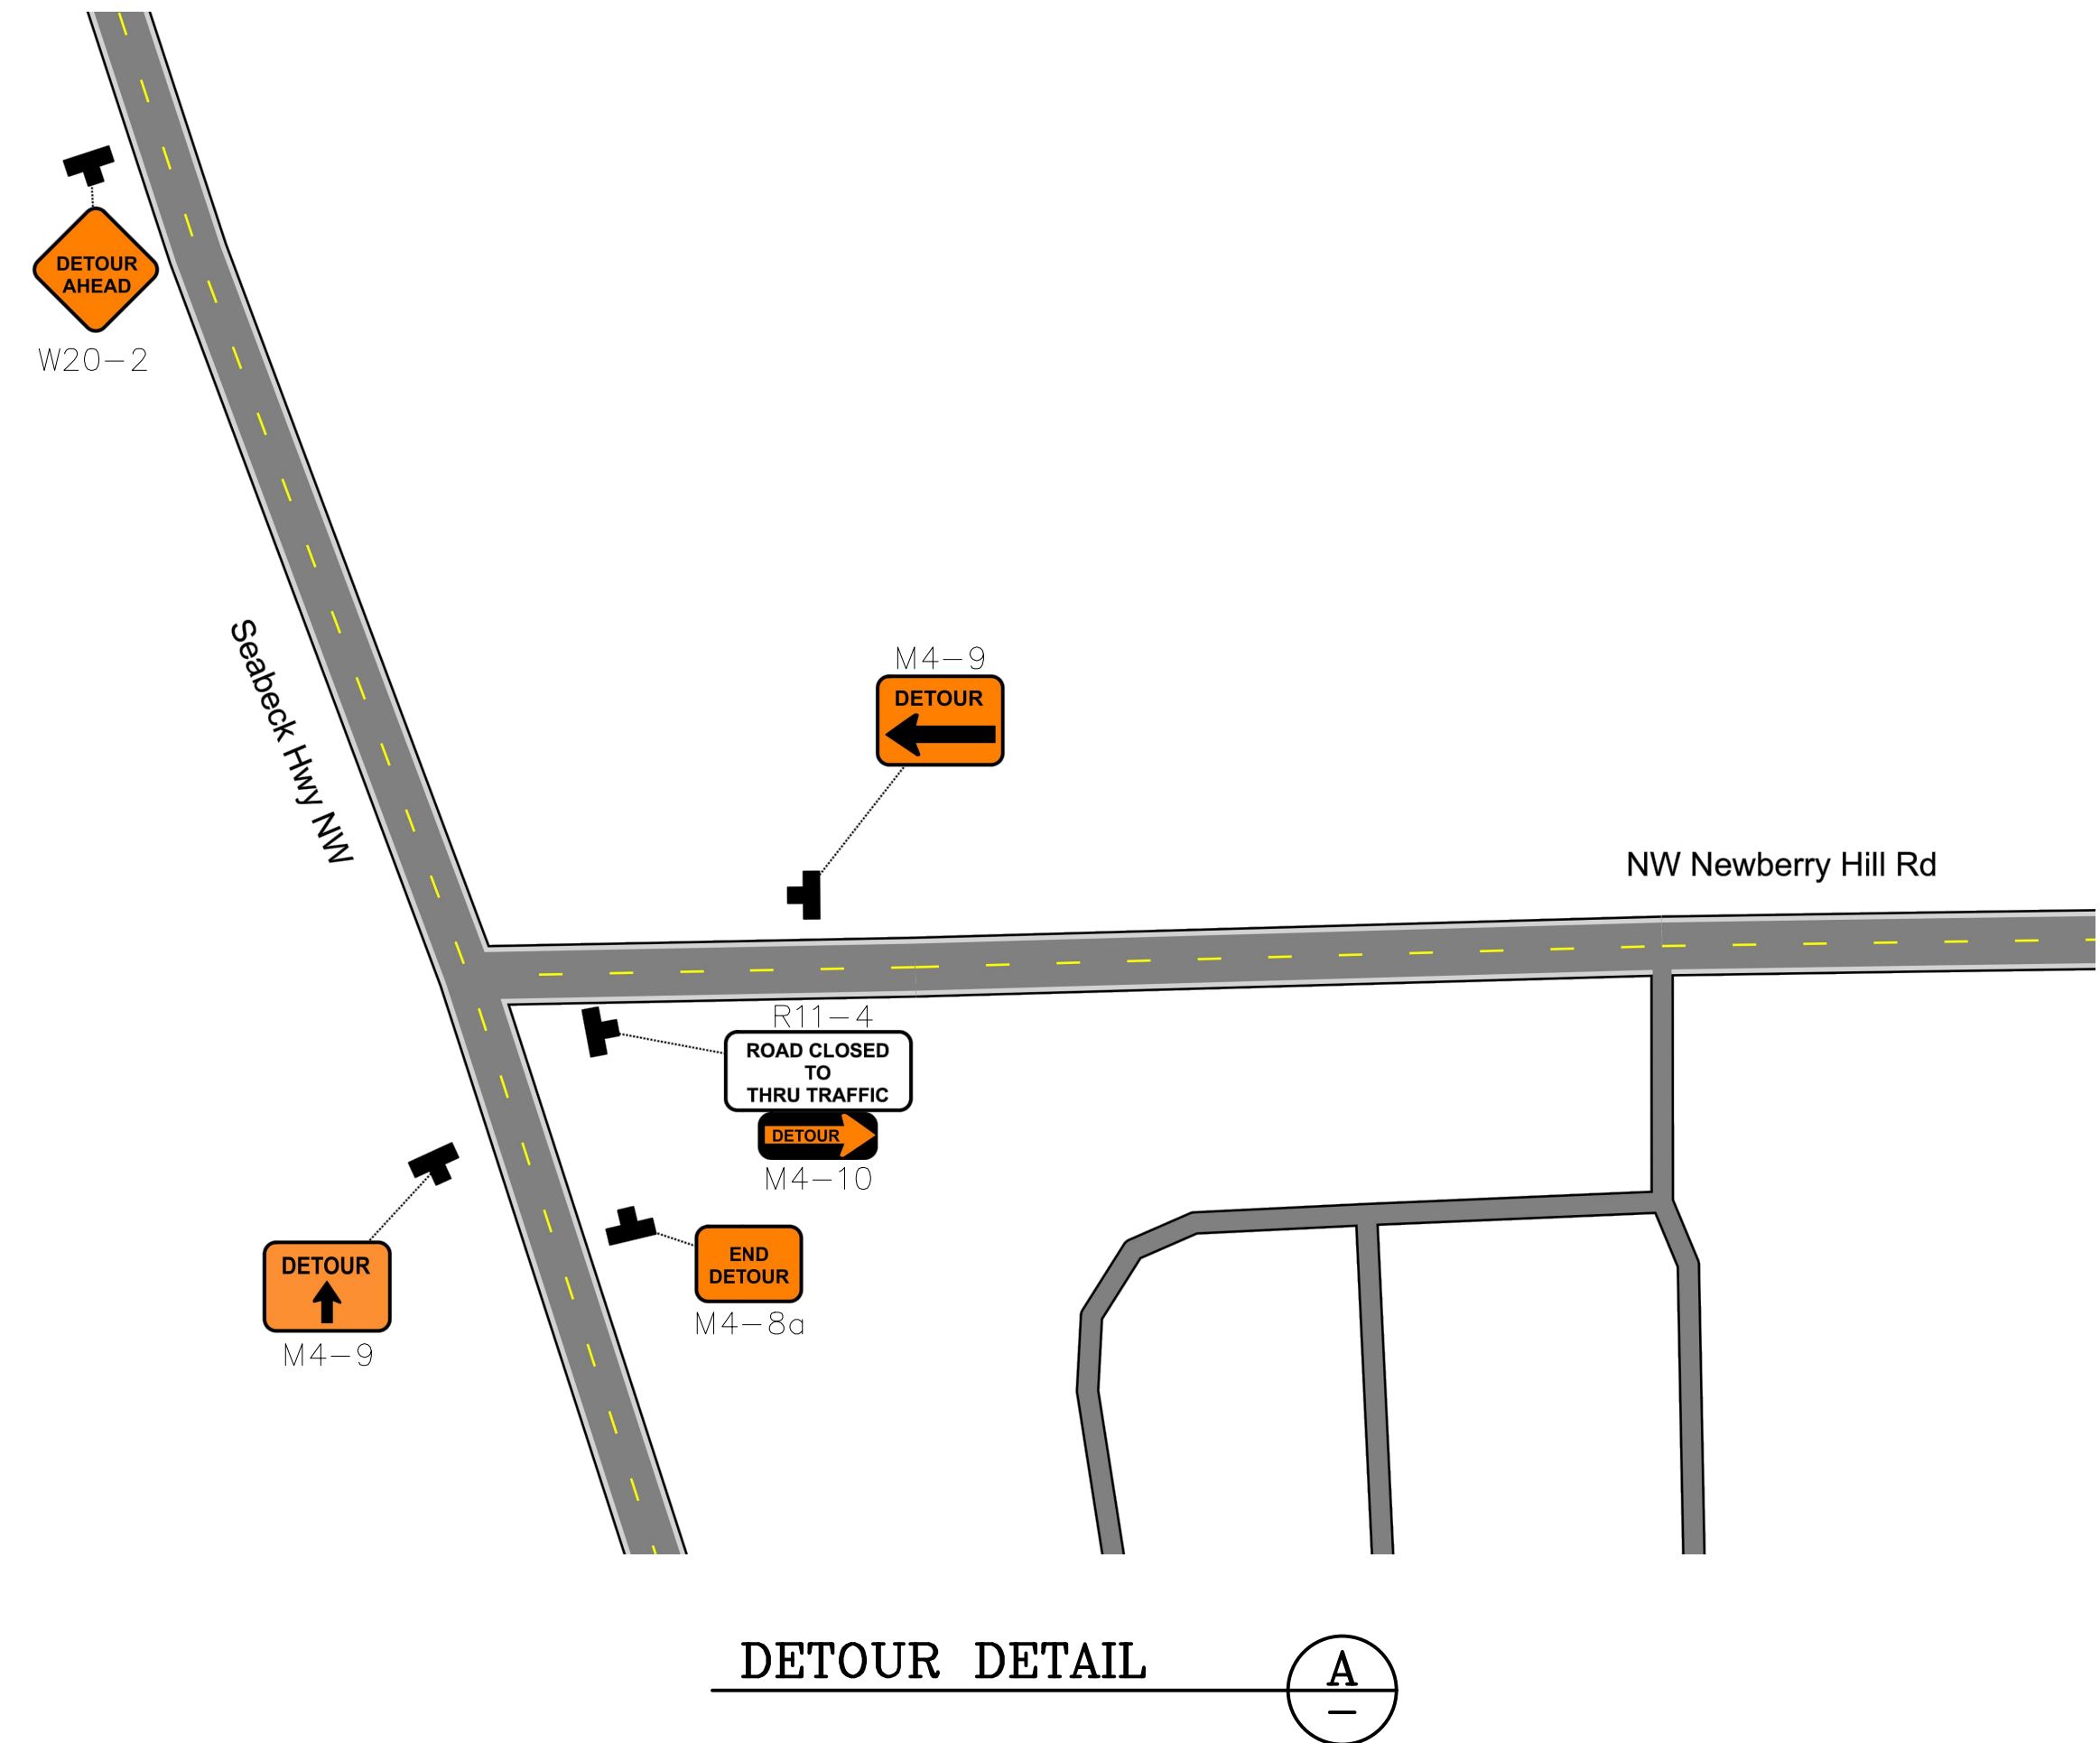 DETOUR
AHEAD
W20-2
Seabeck Hwy NW
M4-9
DETOUR
NW Newberry Hill Rd
R11-4
ROAD CLOSED
TO
THRU TRAFFIC
DETOUR
M4-10
END
DETOUR
M4-8a
DETOUR
M4-9
DETOUR DETAIL
A
—